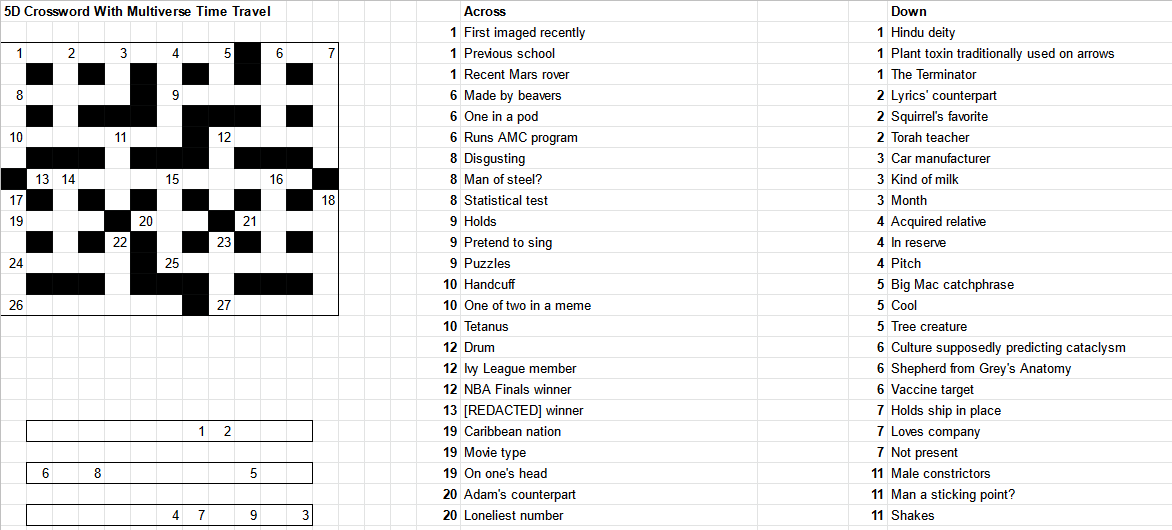 5D Crossword With Multiverse Time Travel Across Down
1 First imaged recently 1 Hindu deity
1 2 3 4 5 6 7 1 Previous school 1 Plant toxin traditionally used on arrows
1 Recent Mars rover 1 The Terminator
8 9 6 Made by beavers 2 Lyrics' counterpart
6 One in a pod 2 Squirrel's favorite
10 11 12 6 Runs AMC program 2 Torah teacher
8 Disgusting 3 Car manufacturer
13 14 15 16 8 Man of steel? 3 Kind of milk
17 18 8 Statistical test 3 Month
19 20 21 9 Holds 4 Acquired relative
22 23 9 Pretend to sing 4 In reserve
24 25 9 Puzzles 4 Pitch
10 Handcuff 5 Big Mac catchphrase
26 27 10 One of two in a meme 5 Cool
10 Tetanus 5 Tree creature
12 Drum 6 Culture supposedly predicting cataclysm
12 Ivy League member 6 Shepherd from Grey's Anatomy
12 NBA Finals winner 6 Vaccine target
13 [REDACTED] winner 7 Holds ship in place
1 2 19 Caribbean nation 7 Loves company
19 Movie type 7 Not present
6 8 5 19 On one's head 11 Male constrictors
20 Adam's counterpart 11 Man a sticking point?
4 7 9 3 20 Loneliest number 11 Shakes